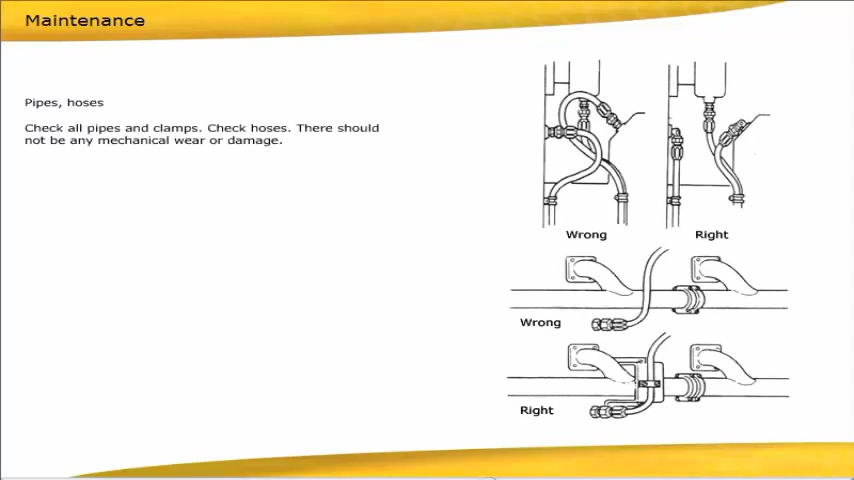 Maintenance
Pipes, hoses
Check all pipes and clamps. Check hoses. There should
not be any mechanical wear or damage.
Wrong
Right
Wrong
Right